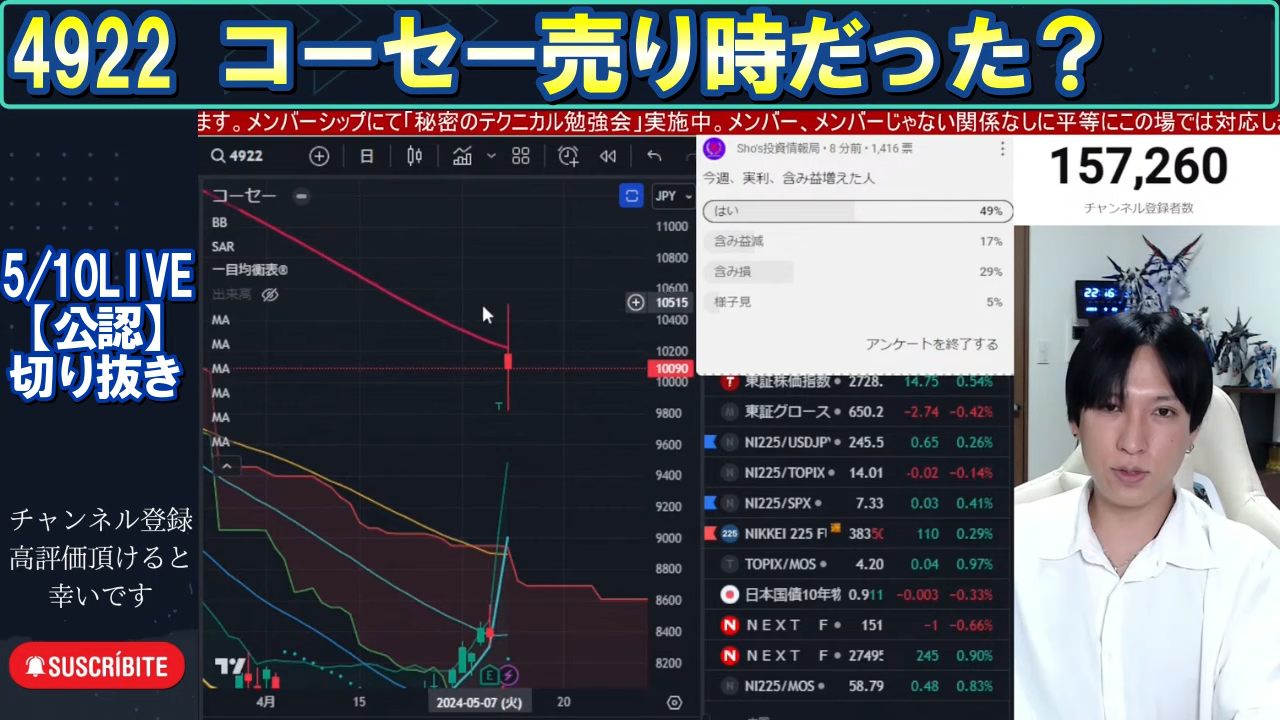 4922 コーセー売り時だった？
ます。メンバーシップにて「秘密のテクニカル勉強会」実施中。メンバー、メンバーじゃない関係なしに平等にこの場では対応し
5/10LIVE
【公認】
切り抜き
チャンネル登録
高評価頂けると
幸いです
SUSCRÍBITE
4922
日
コーセー
BB
SAR
一目均衡表®
出来高
MA
MA
MA
MA
MA
MA
JPY
11000
10800
10600
10515
10400
10200
10090
10000
9800
9600
9400
9200
9000
8800
8600
8400
8200
T
E
4月
15
2024-05-07 (火)
20
Sho's投資情報局・8 分前・1,416 票
今週、実利、含み益増えた人
はい 49%
含み益減 17%
含み損 29%
様子見 5%
アンケートを終了する
157,260
チャンネル登録者数
22:16
東証株価指数 2728. 14.75 0.54%
東証グロース 650.2 -2.74 -0.42%
NI225/USDJPY 245.5 0.65 0.26%
NI225/TOPIX 14.01 -0.02 -0.14%
NI225/SPX 7.33 0.03 0.41%
225 NIKKEI 225 F 3835 110 0.29%
TOPIX/MOS 4.20 0.04 0.97%
日本国債10年物 0.911 -0.003 -0.33%
NEXT F 151 -1 -0.66%
NEXT F 2749 245 0.90%
NI225/MOS 58.79 0.48 0.83%